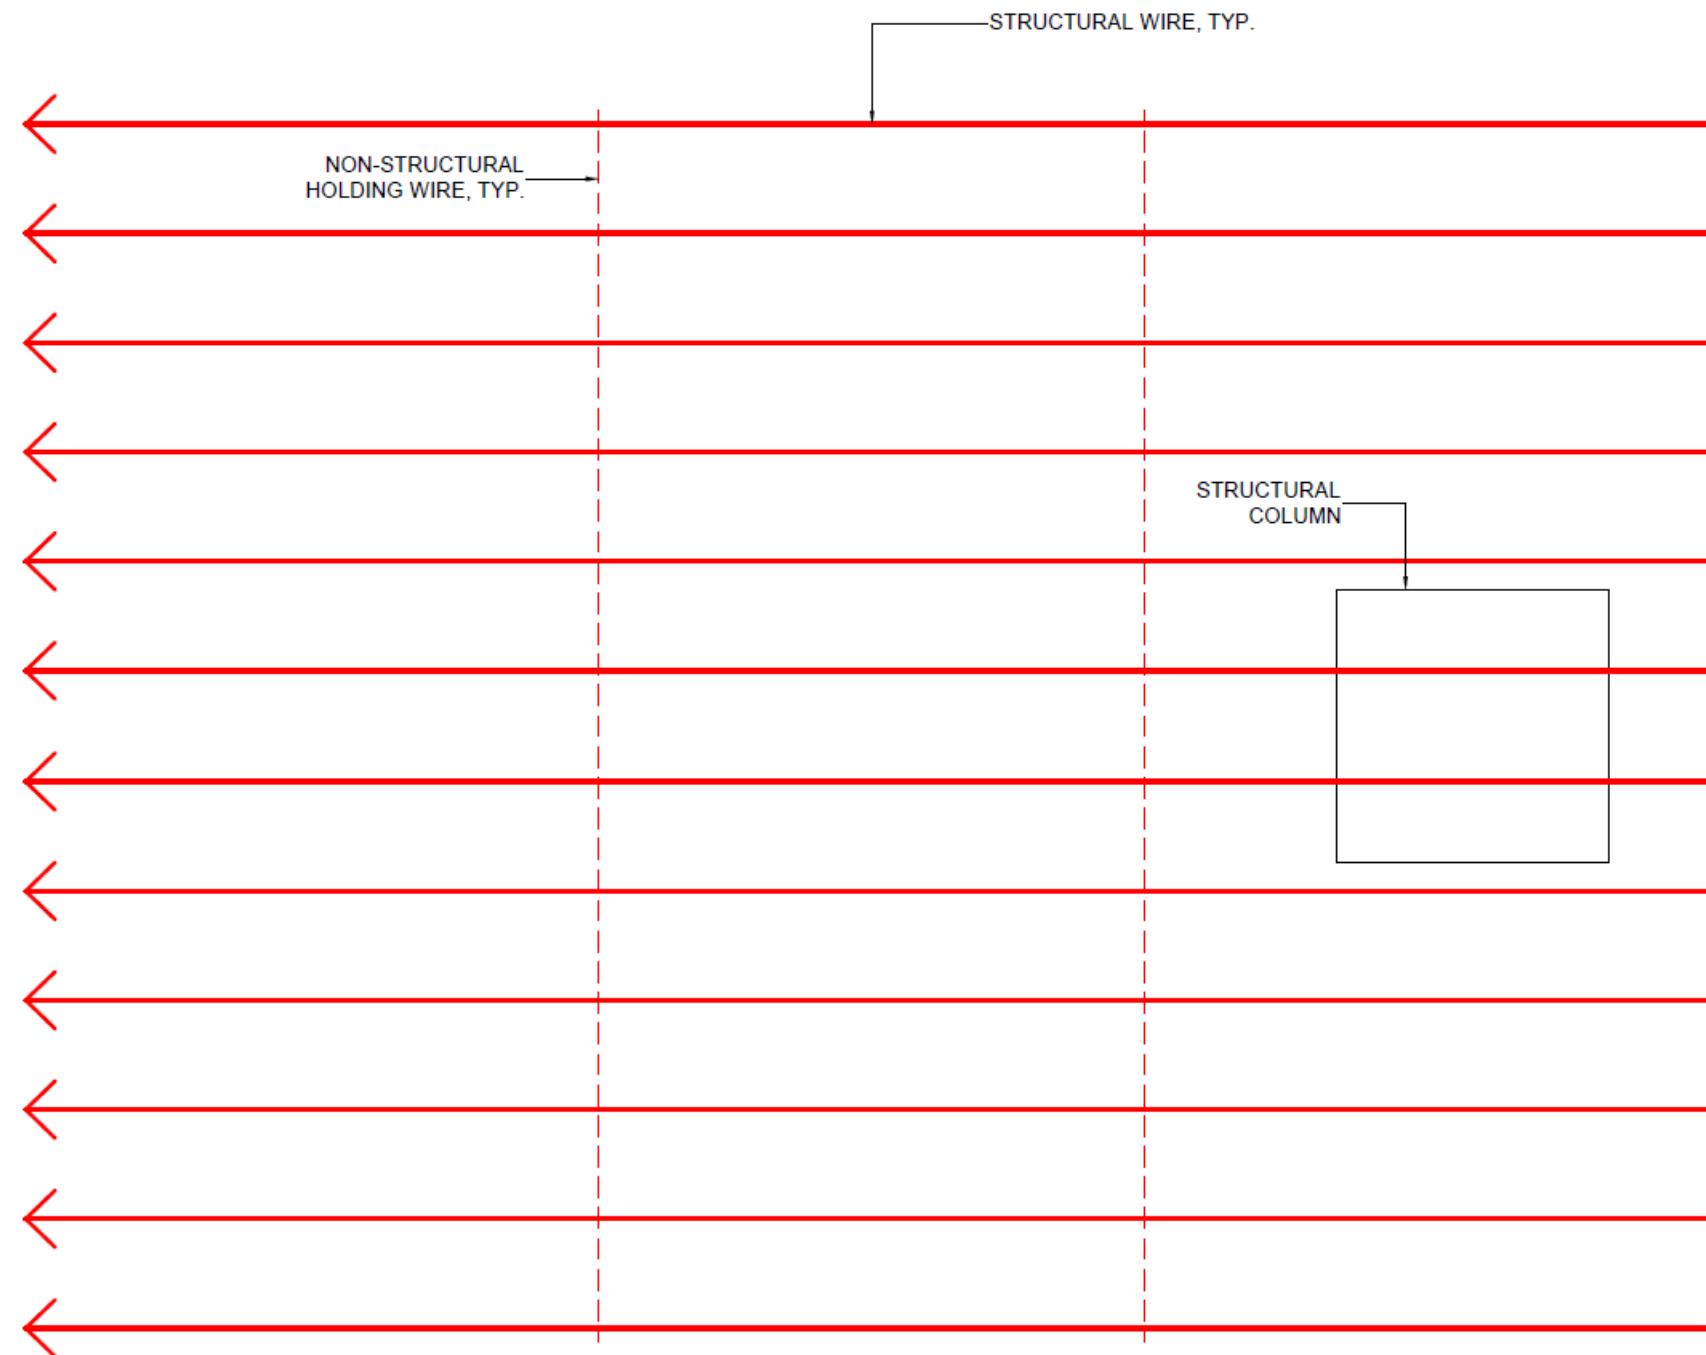 STRUCTURAL WIRE, TYP.
NON-STRUCTURAL
HOLDING WIRE, TYP.
STRUCTURAL
COLUMN